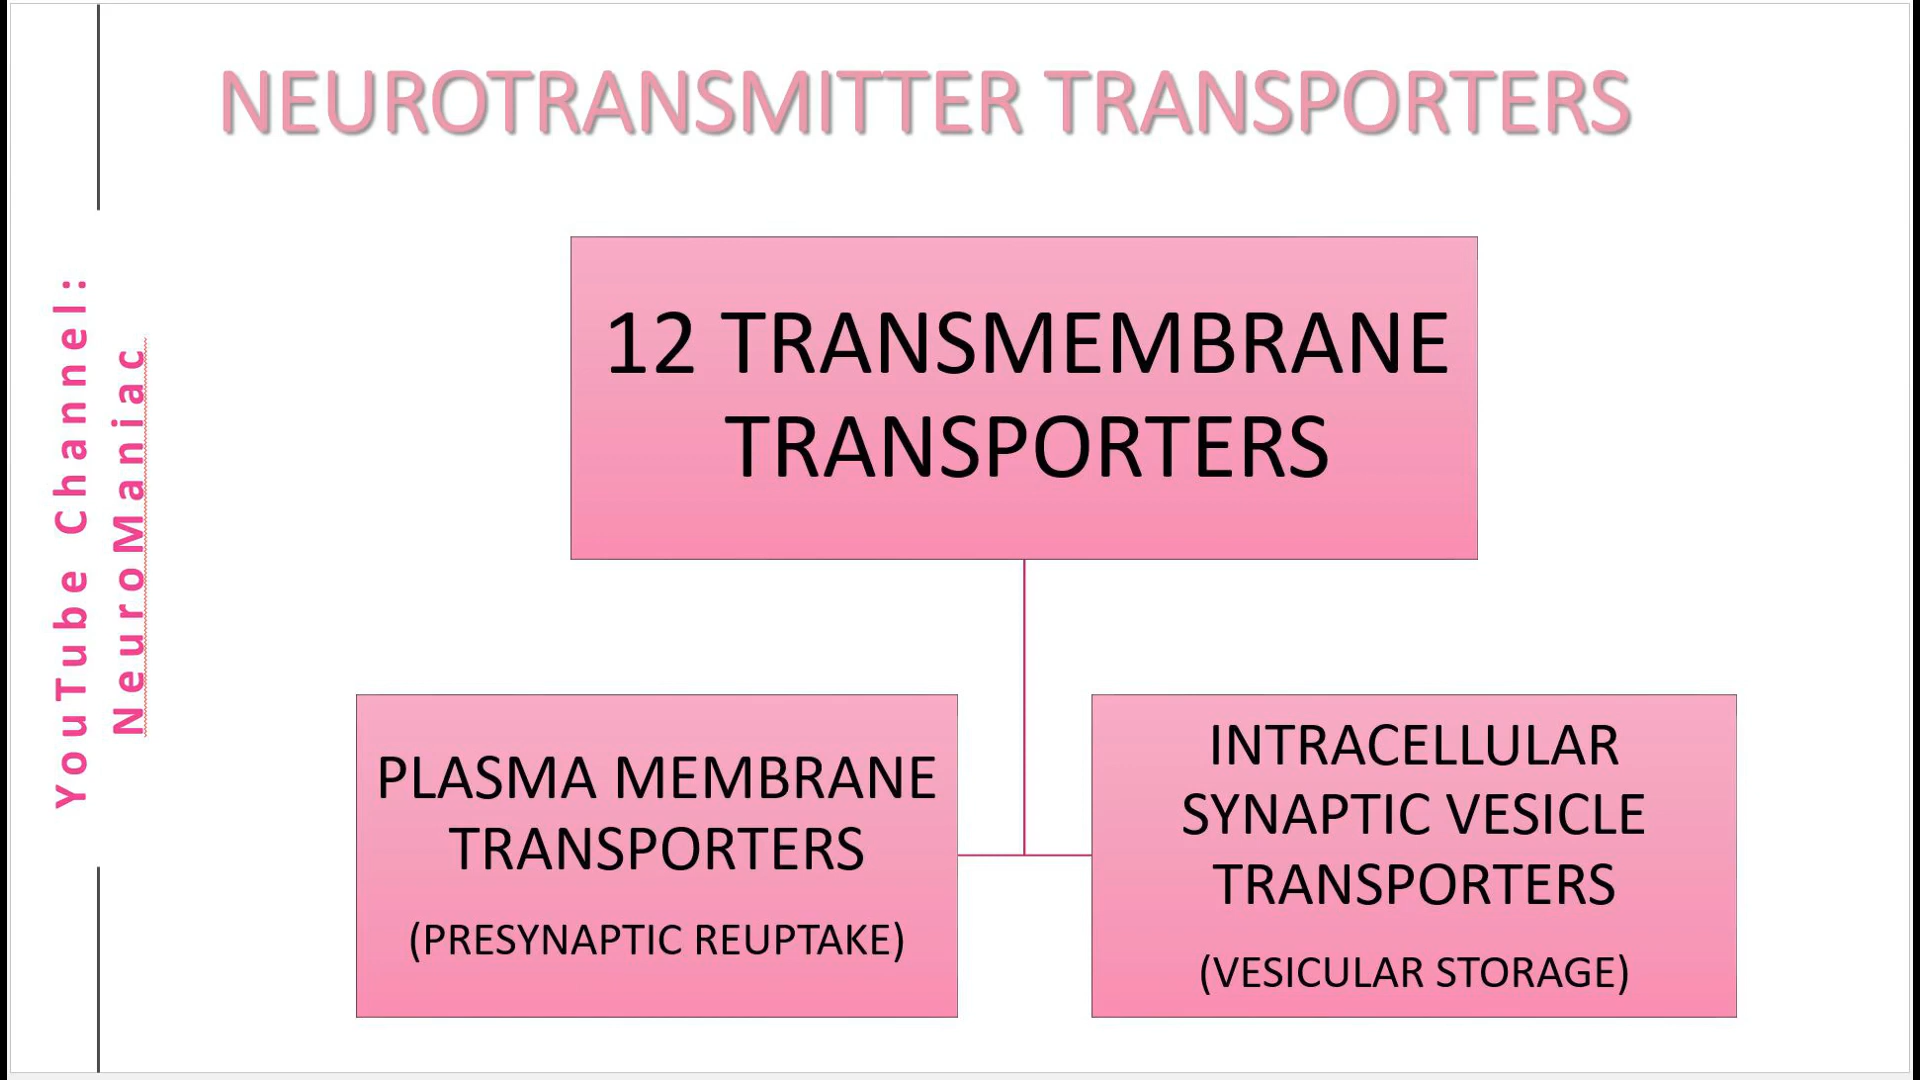 NEUROTRANSMITTER TRANSPORTERS
YouTube Channel:
NeuroManiac
12 TRANSMEMBRANE
TRANSPORTERS
PLASMA MEMBRANE
TRANSPORTERS
(PRESYNAPTIC REUPTAKE)
INTRACELLULAR
SYNAPTIC VESICLE
TRANSPORTERS
(VESICULAR STORAGE)